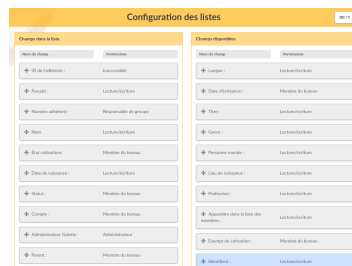 Configuration des listes
Champs dans la liste
Nom du champ Permissions
ID de l'adhérent : Inaccessible
Pseudo : Lecture/écriture
Numéro adhérent : Responsable de groupe
Nom Lecture/écriture
État cotisations Membre du bureau
Date de naissance : Lecture/écriture
Statut : Membre du bureau
Compte : Membre du bureau
Administrateur Galette : Administrateur
Parent : Membre du bureau
Champs disponibles
Nom du champ Permissions
Langue : Lecture/écriture
Date d'échéance : Membre du bureau
Titre : Lecture/écriture
Genre : Lecture/écriture
Personne morale : Lecture/écriture
Lieu de naissance : Lecture/écriture
Profession : Lecture/écriture
Apparaître dans la liste des membres : Lecture/écriture
Exempt de cotisation : Membre du bureau
Identifiant : Lecture/écriture